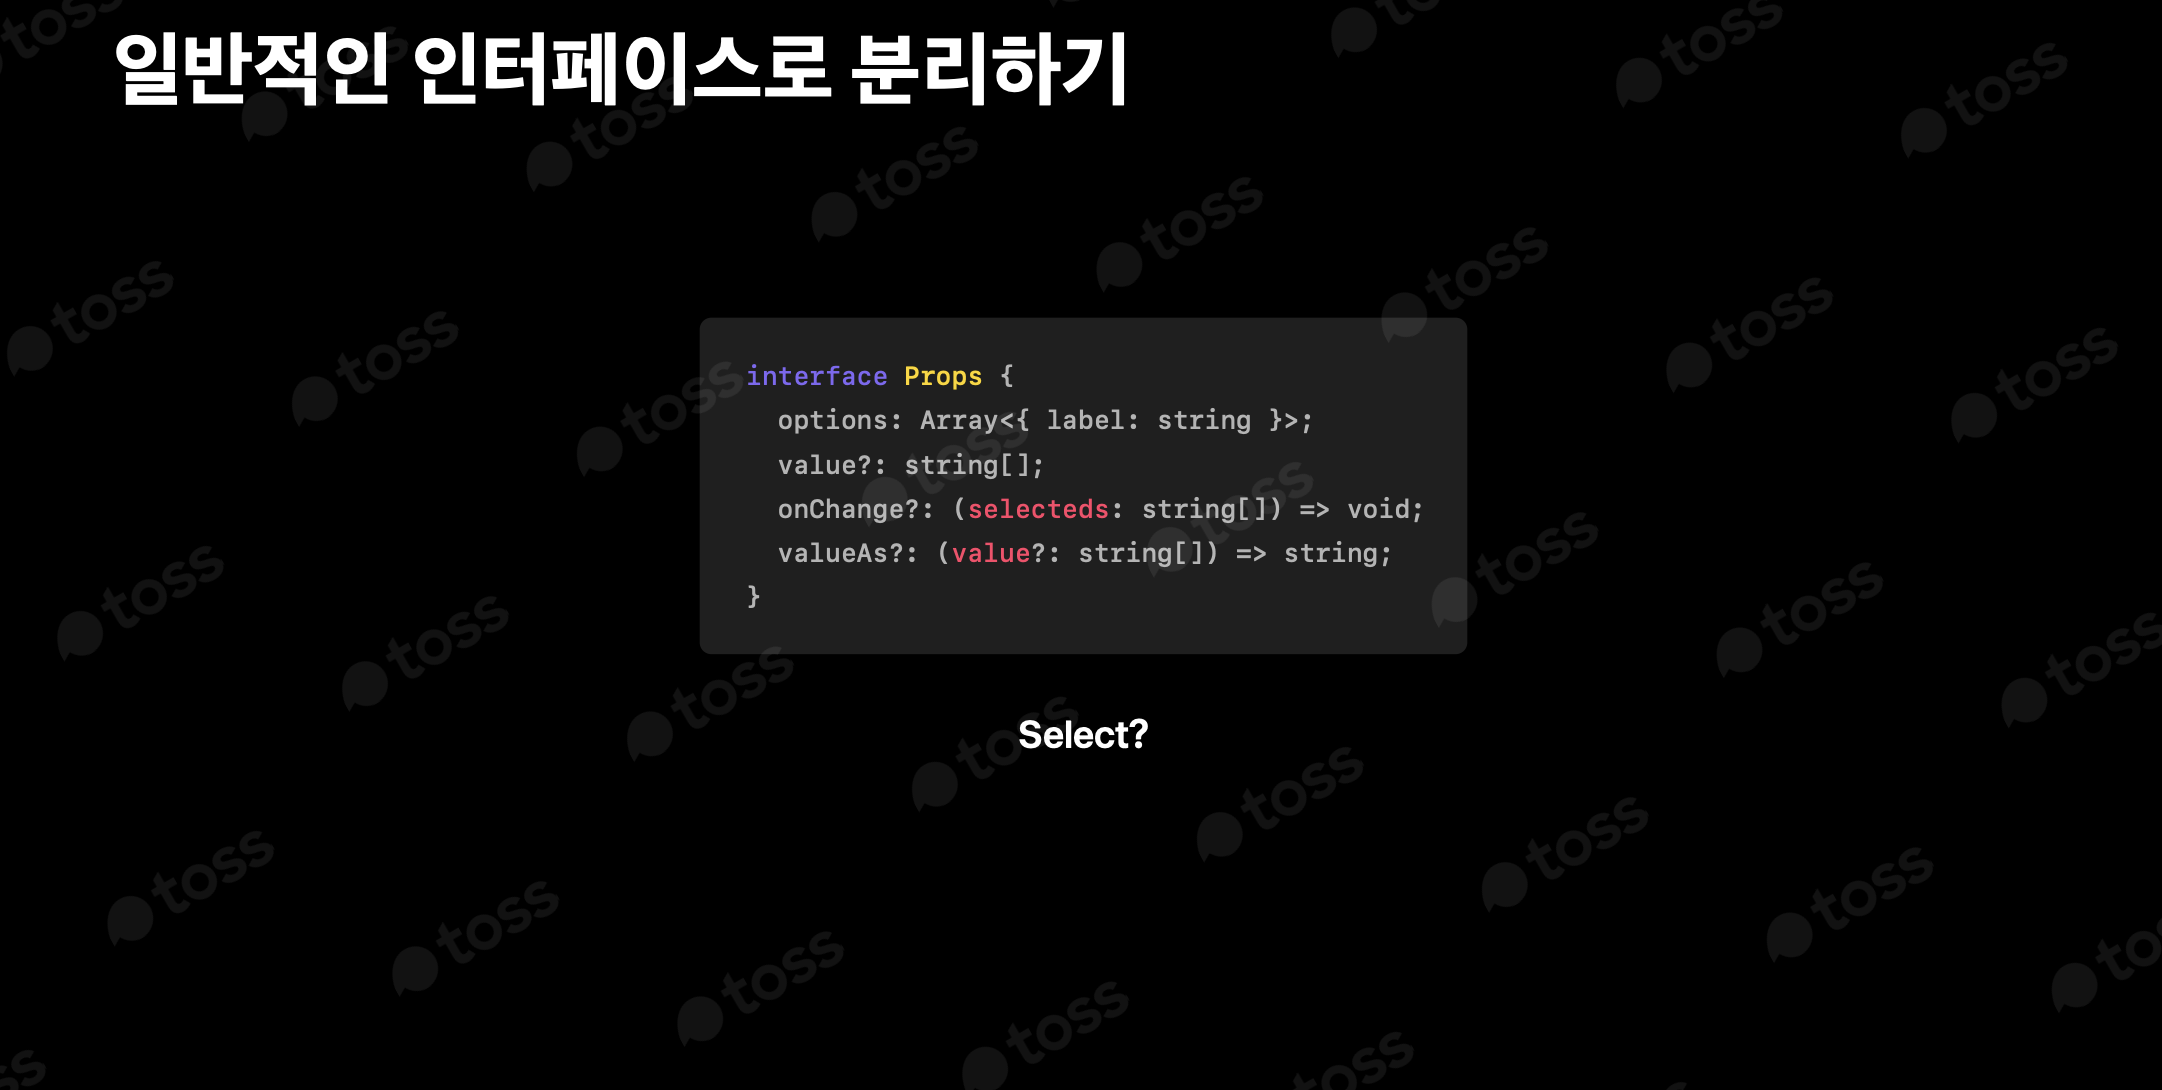 일반적인 인터페이스로 분리하기
interface Props {
  options: Array<{ label: string }>;
  value?: string[];
  onChange?: (selecteds: string[]) => void;
  valueAs?: (value?: string[]) => string;
}
Select?
toss